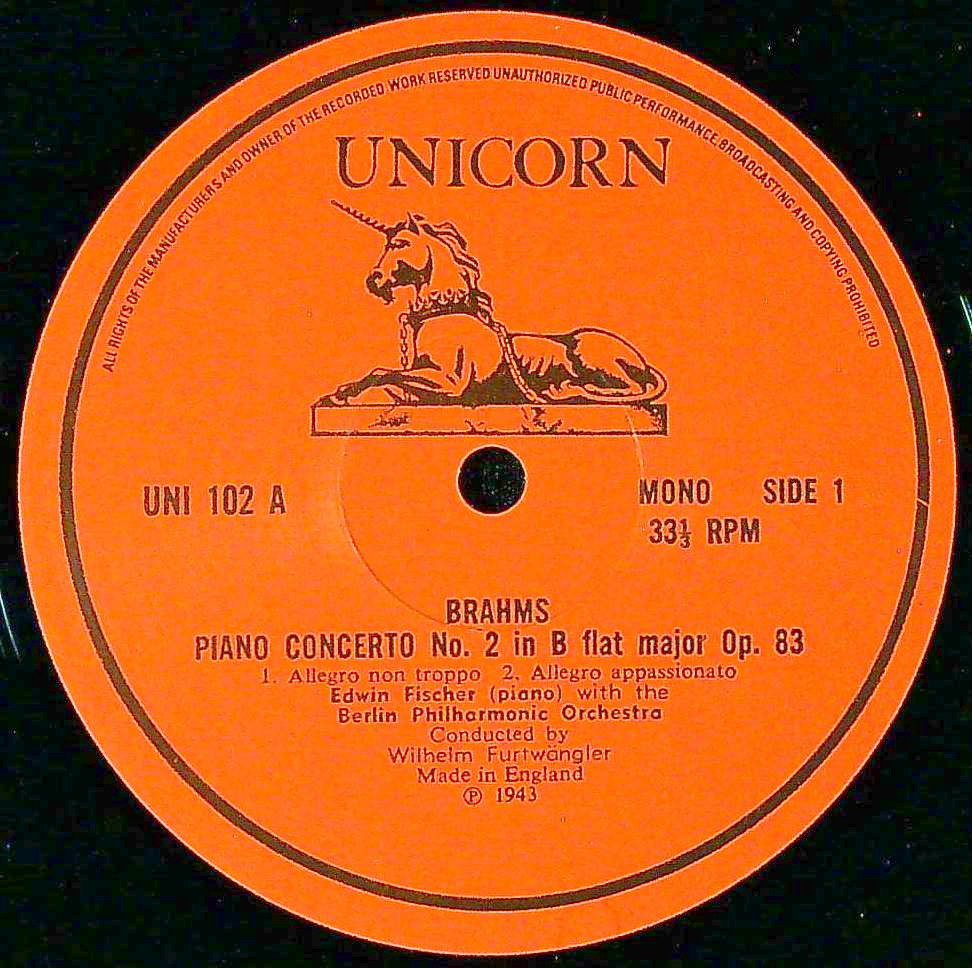 ALL RIGHTS OF THE MANUFACTURERS AND OWNER OF THE RECORDED WORK RESERVED UNAUTHORIZED PUBLIC PERFORMANCE, BROADCASTING AND COPYING PROHIBITED
UNICORN
UNI 102 A
MONO SIDE 1
33⅓ RPM
BRAHMS
PIANO CONCERTO No. 2 in B flat major Op. 83
1. Allegro non troppo 2. Allegro appassionato
Edwin Fischer (piano) with the
Berlin Philharmonic Orchestra
Conducted by
Wilhelm Furtwängler
Made in England
℗ 1943